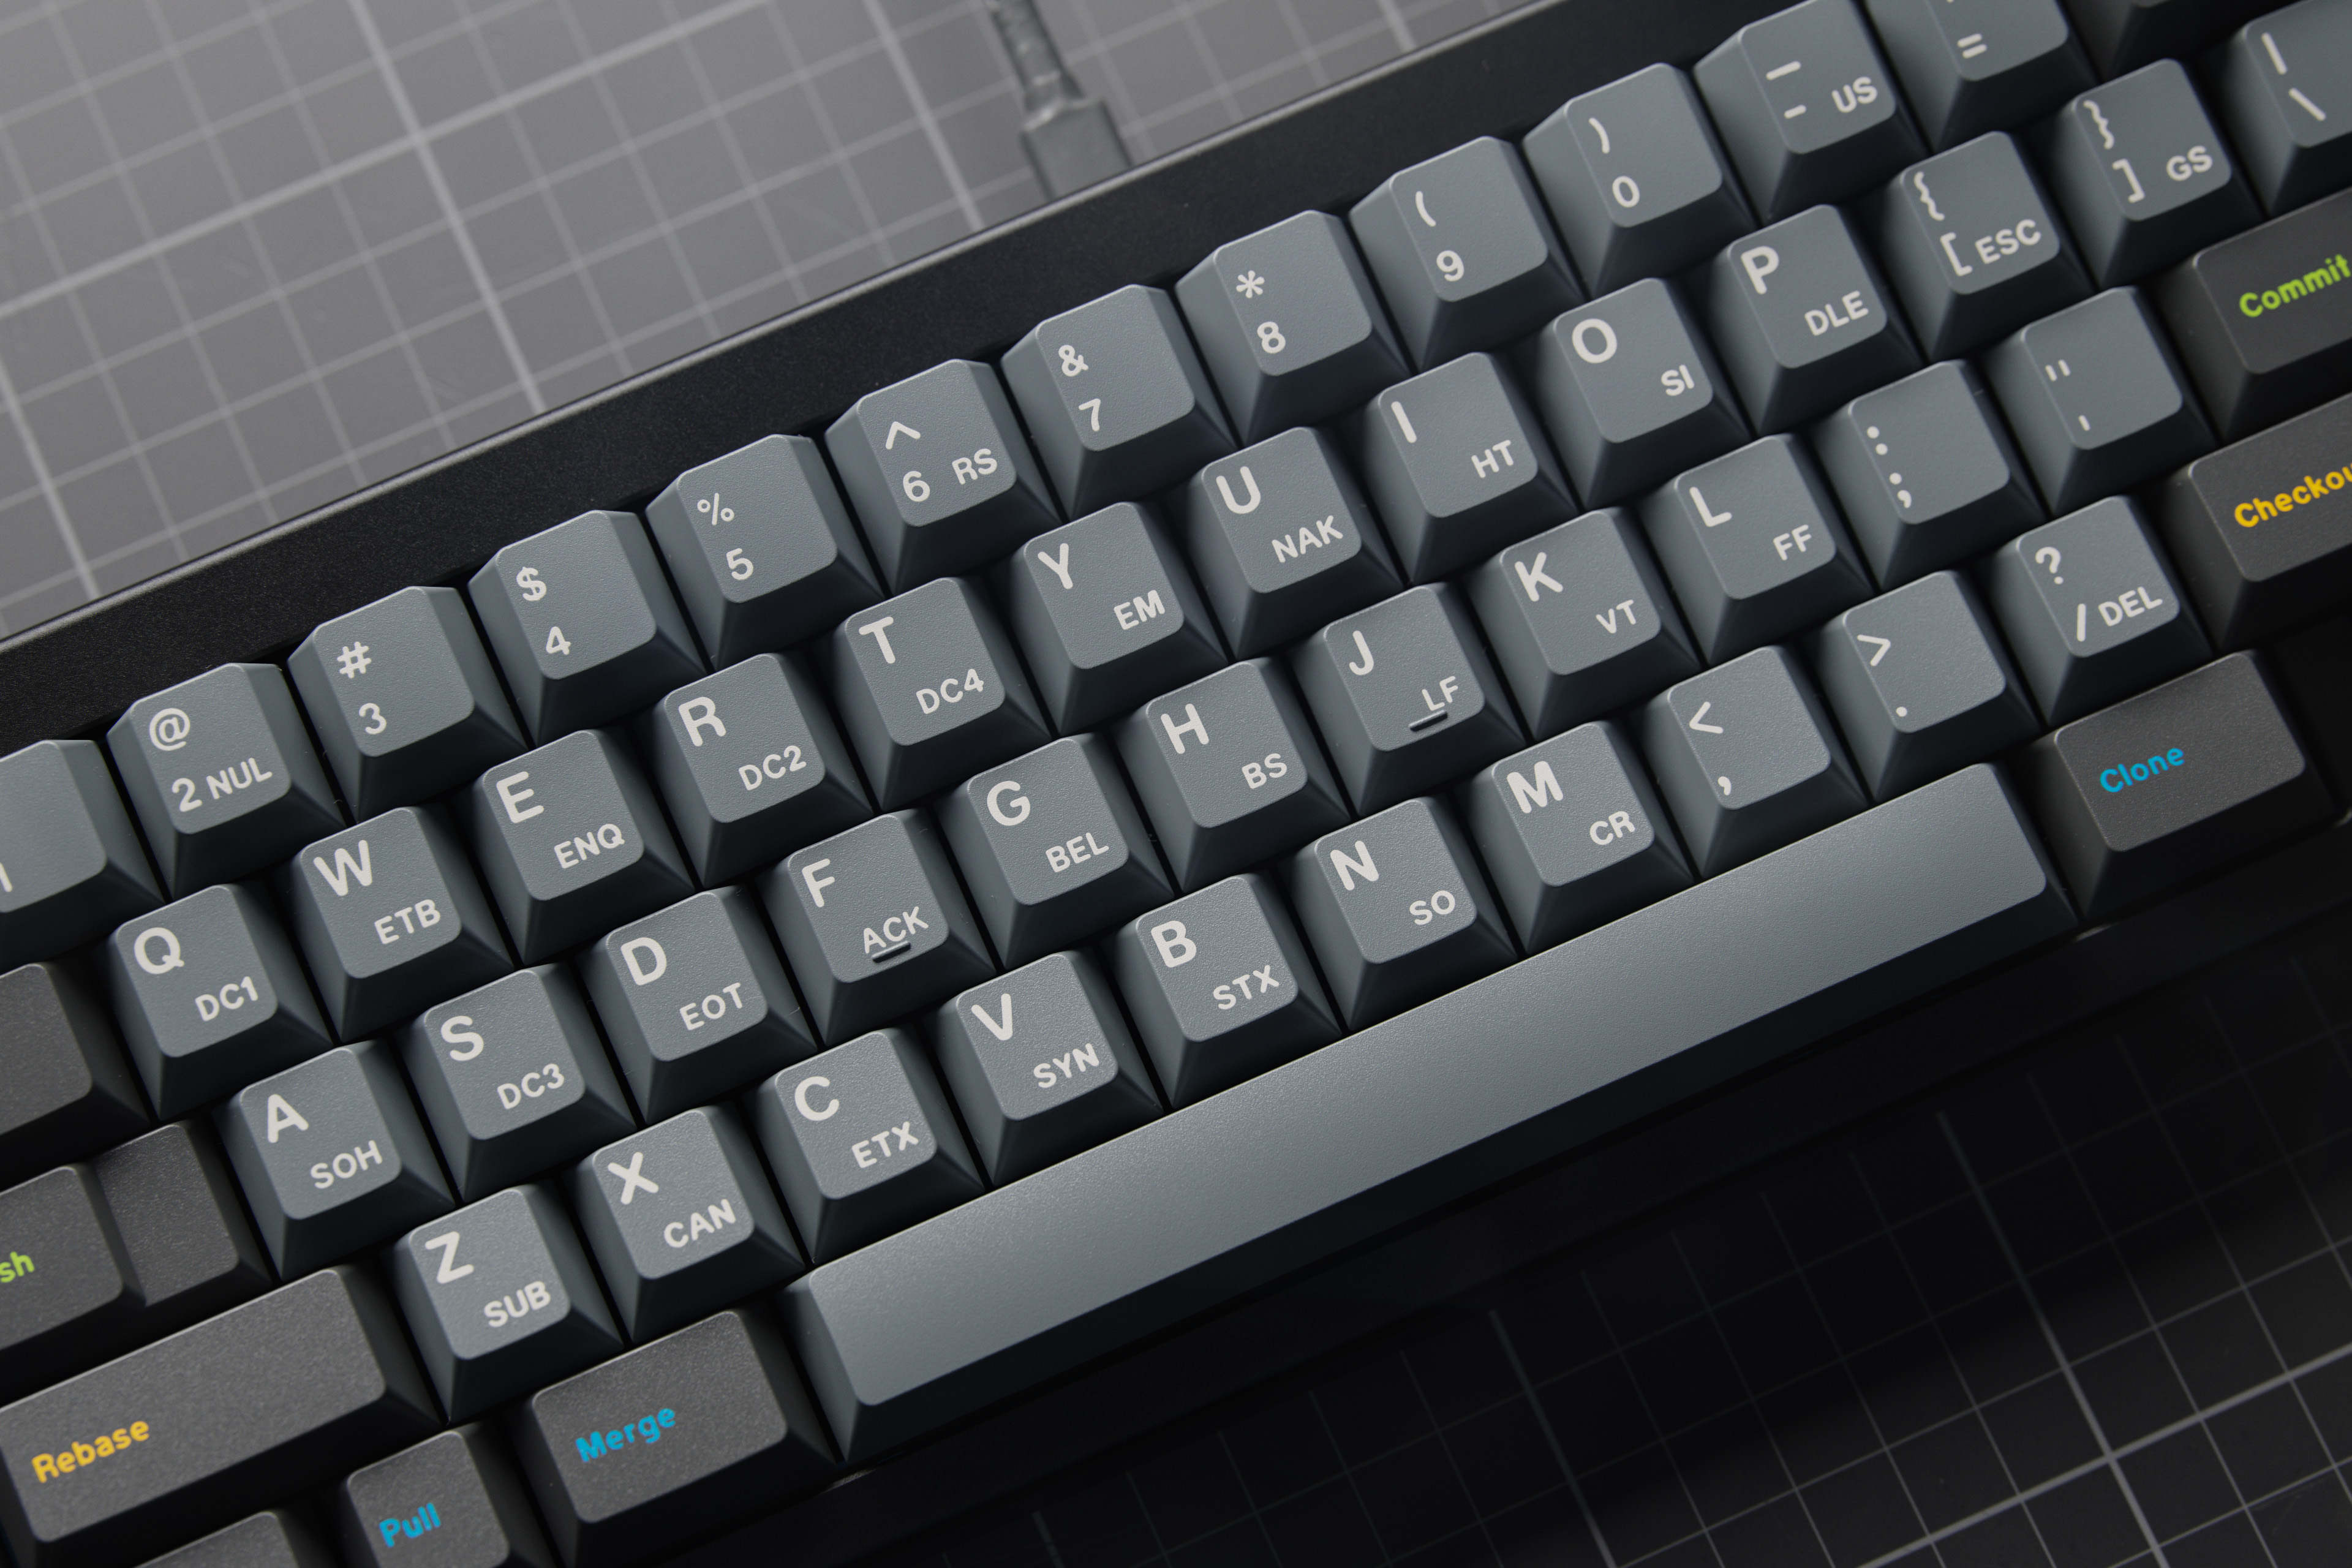 @ 2 NUL
# 3
$ 4
% 5
^ 6 RS
& 7
* 8
( 9
) 0
_ - US
=
Q DC1
W ETB
E ENQ
R DC2
T DC4
Y EM
U NAK
I HT
O SI
P DLE
{ [ ESC
} ] GS
| \
A SOH
S DC3
D EOT
F ACK
G BEL
H BS
J LF
K VT
L FF
: ;
" '
Commit
Z SUB
X CAN
C ETX
V SYN
B STX
N SO
M CR
< ,
> .
? / DEL
Rebase
Pull
Merge
Clone